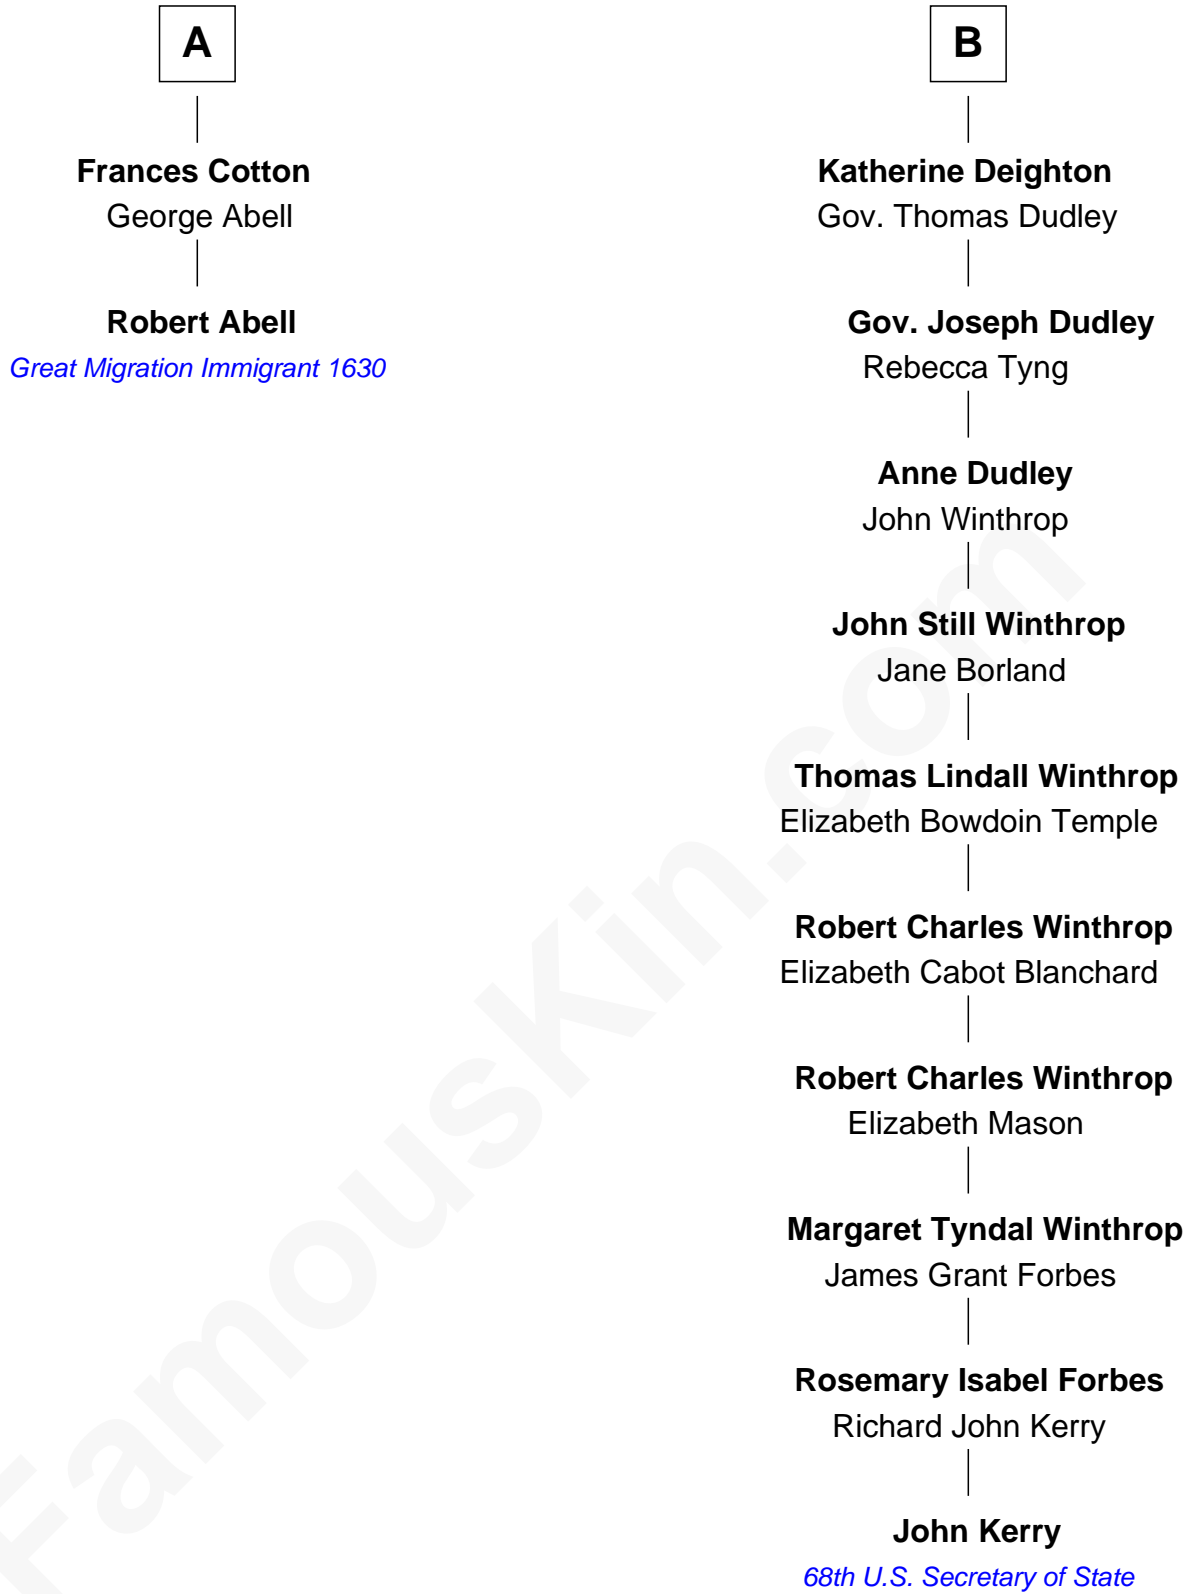 A
Frances Cotton
George Abell
Robert Abell
Great Migration Immigrant 1630
B
Katherine Deighton
Gov. Thomas Dudley
Gov. Joseph Dudley
Rebecca Tyng
Anne Dudley
John Winthrop
John Still Winthrop
Jane Borland
Thomas Lindall Winthrop
Elizabeth Bowdoin Temple
Robert Charles Winthrop
Elizabeth Cabot Blanchard
Robert Charles Winthrop
Elizabeth Mason
Margaret Tyndal Winthrop
James Grant Forbes
Rosemary Isabel Forbes
Richard John Kerry
John Kerry
68th U.S. Secretary of State
FamousKin.com